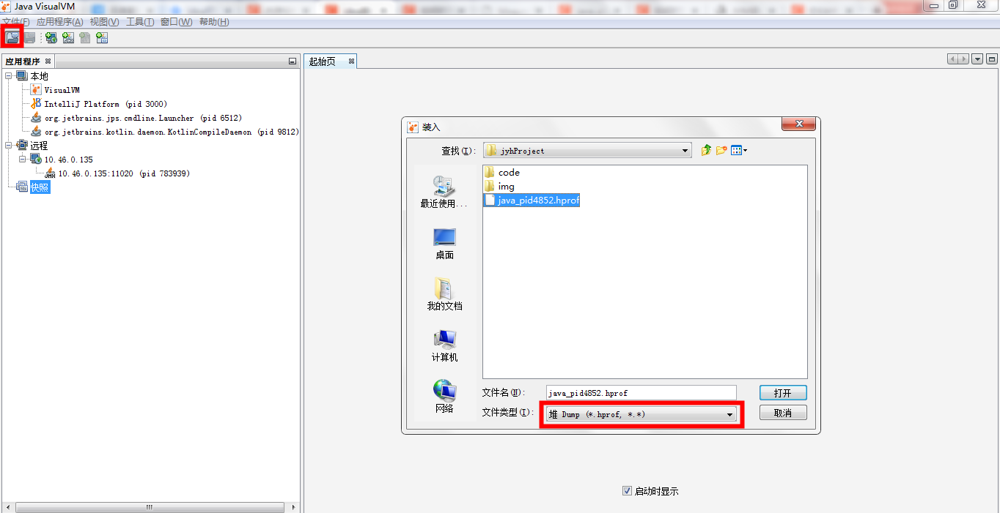 Java VisualVM
文件(F) 应用程序(A) 视图(V) 工具(T) 窗口(W) 帮助(H)
应用程序
起始页
本地
VisualVM
IntelliJ Platform (pid 3000)
org.jetbrains.jps.cmdline.Launcher (pid 6512)
org.jetbrains.kotlin.daemon.KotlinCompileDaemon (pid 9812)
远程
10.46.0.135
JMX
10.46.0.135:11020 (pid 783939)
快照
装入
查找(I):
jyhProject
最近使用...
桌面
我的文档
计算机
网络
code
img
java_pid4852.hprof
文件名(N):
java_pid4852.hprof
打开
文件类型(T):
堆 Dump (*.hprof, *.*)
取消
启动时显示